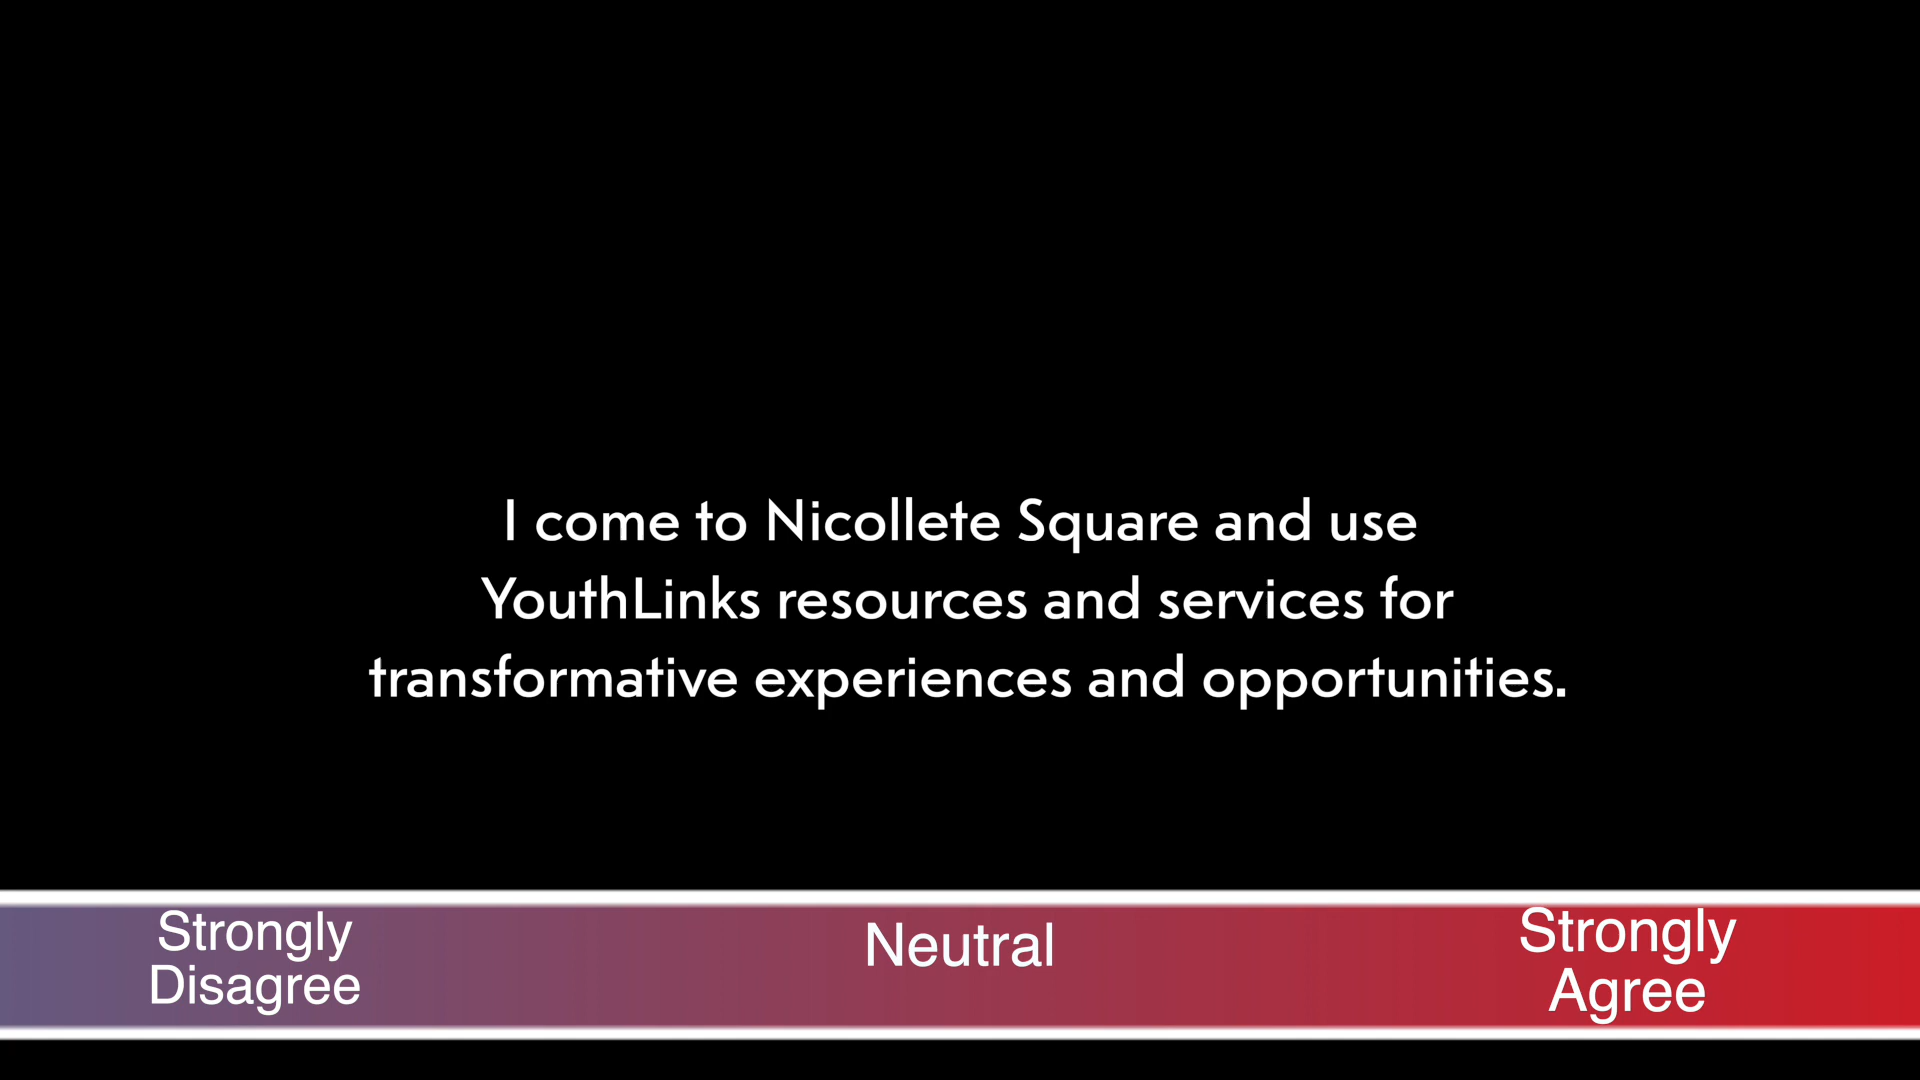 I come to Nicollete Square and use
YouthLinks resources and services for
transformative experiences and opportunities.
Strongly
Disagree
Neutral
Strongly
Agree